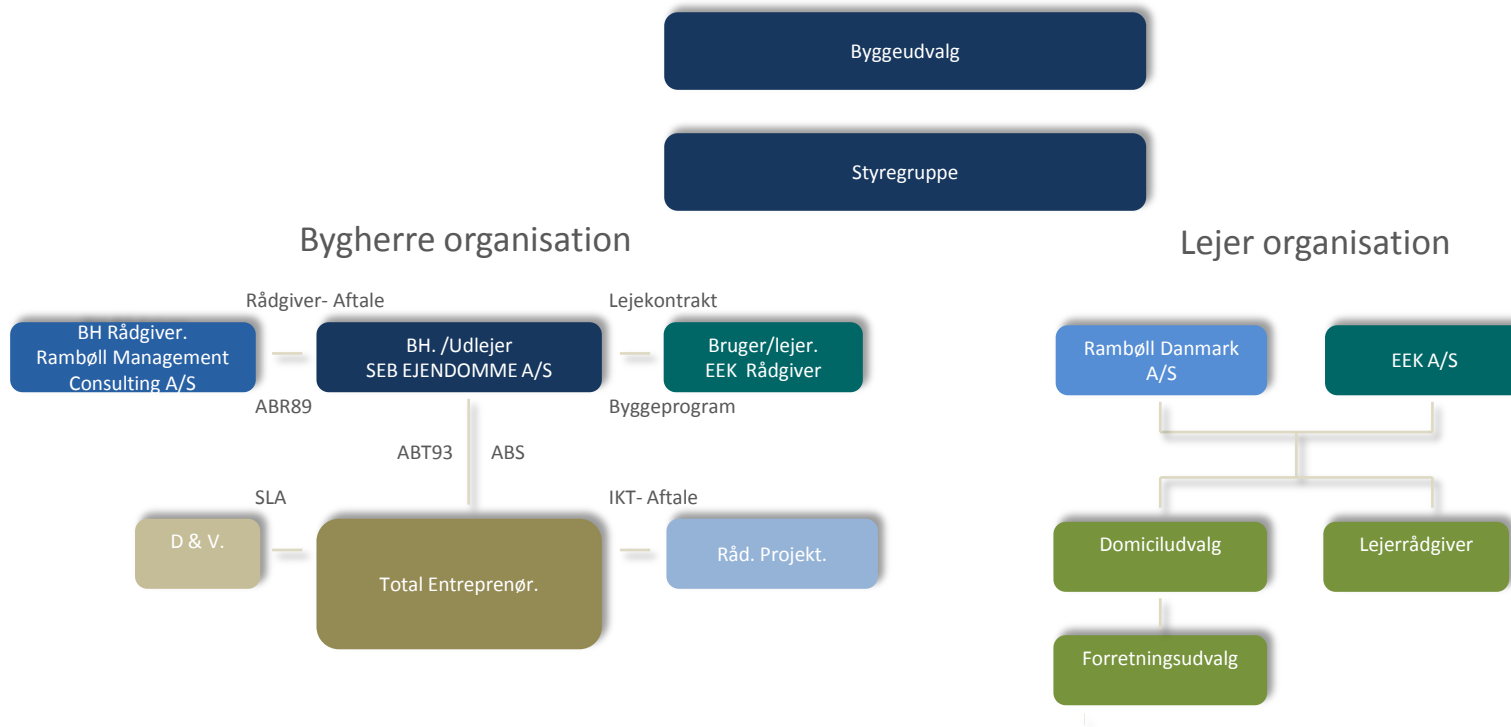 Byggeudvalg
Styregruppe
Bygherre organisation
Lejer organisation
Rådgiver- Aftale
Lejekontrakt
BH Rådgiver.
Rambøll Management
Consulting A/S
BH. /Udlejer
SEB EJENDOMME A/S
Bruger/lejer.
EEK Rådgiver
Rambøll Danmark
A/S
EEK A/S
ABR89
Byggeprogram
ABT93
ABS
SLA
IKT- Aftale
D & V.
Total Entreprenør.
Råd. Projekt.
Domiciludvalg
Lejerrådgiver
Forretningsudvalg